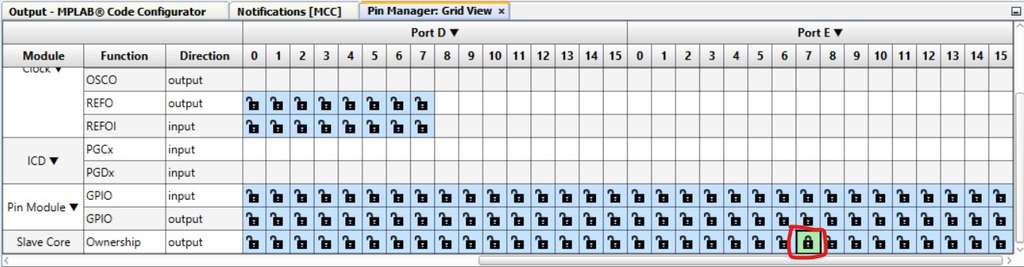 Output - MPLAB® Code Configurator Notifications [MCC] Pin Manager: Grid View ×
Port D ▼ Port E ▼
Module Function Direction 0 1 2 3 4 5 6 7 8 9 10 11 12 13 14 15 0 1 2 3 4 5 6 7 8 9 10 11 12 13 14 15
Clock ▼
OSCO output
REFO output
REFOI input
ICD ▼
PGCx input
PGDx input
Pin Module ▼
GPIO input
GPIO output
Slave Core Ownership output